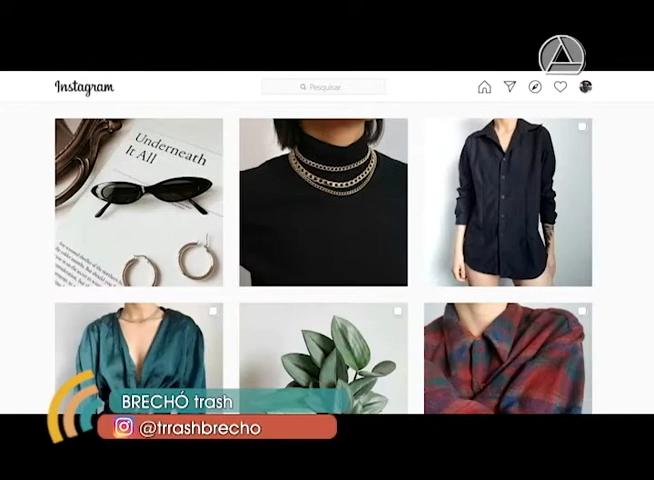 Instagram
Pesquisar
Underneath
It All
BRECHÓ trash
@trrashbrecho